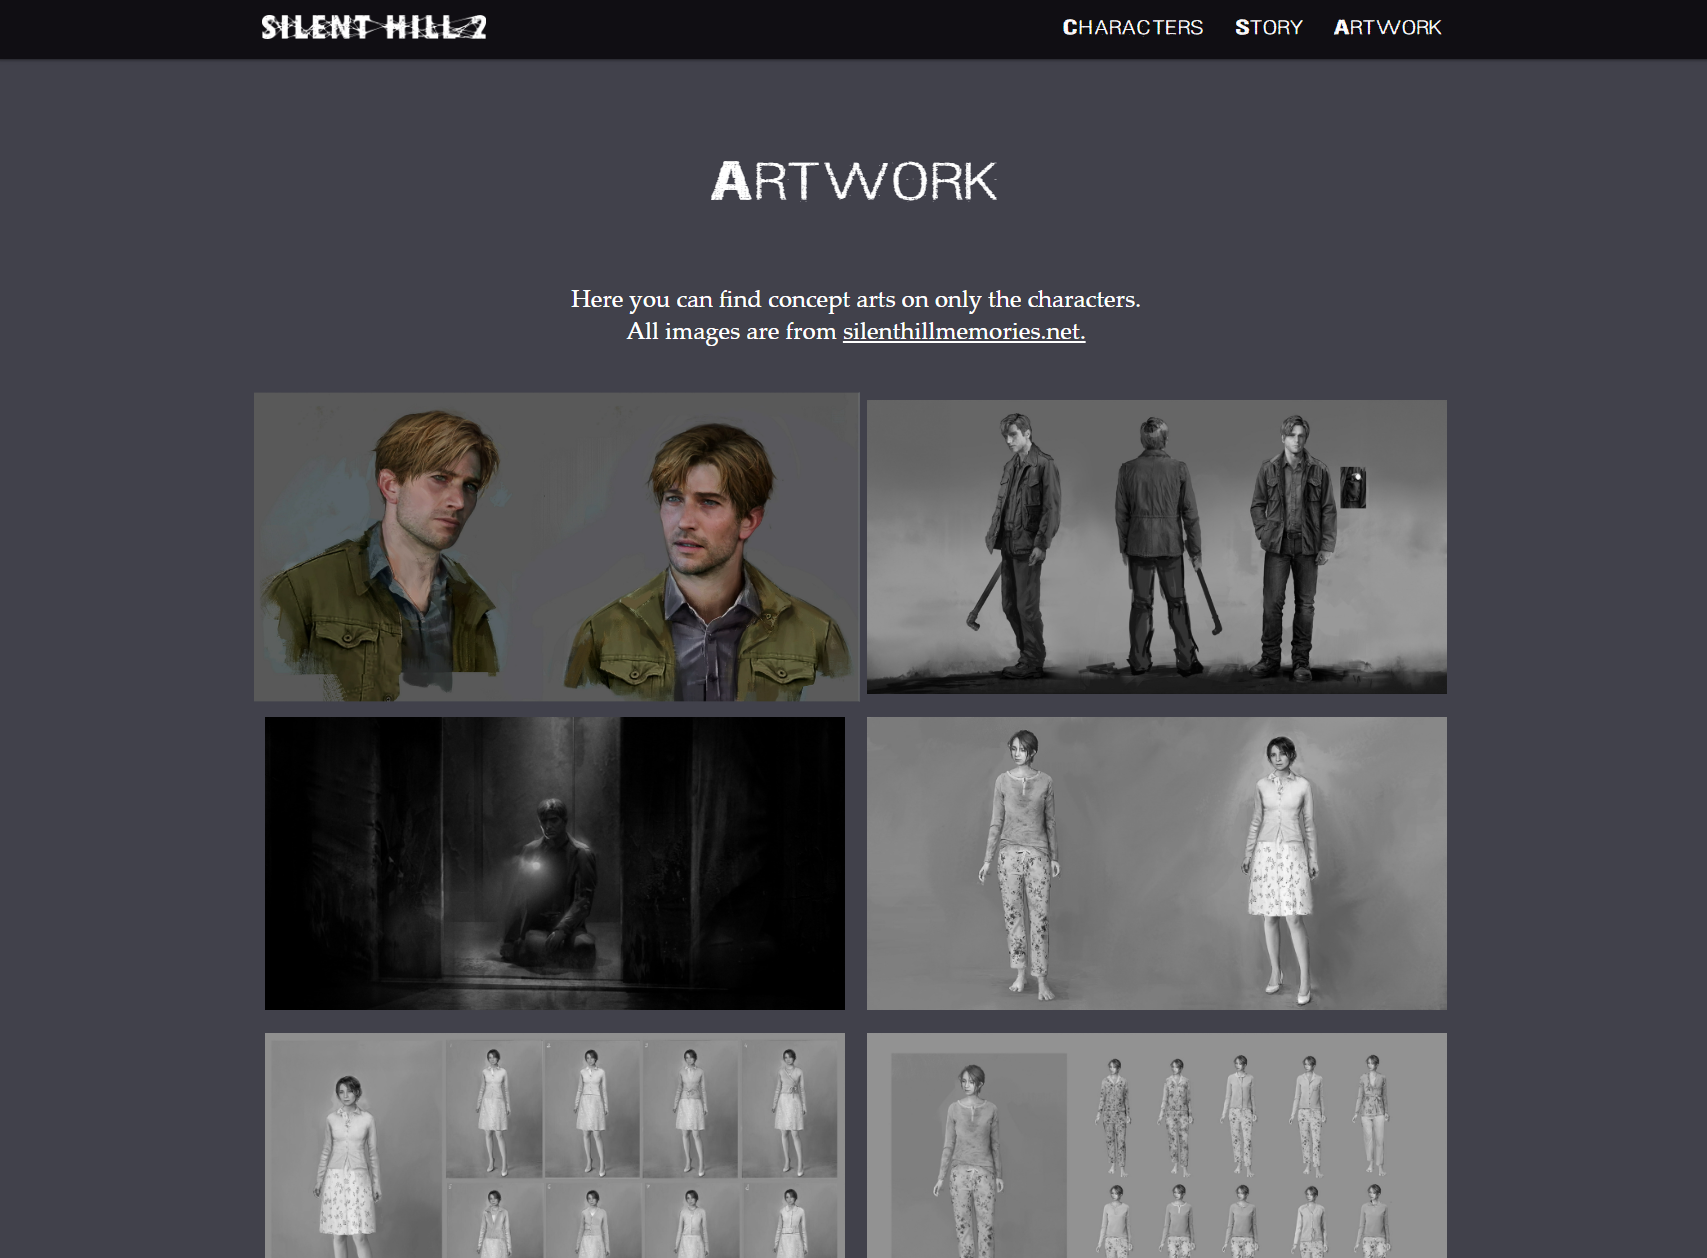 SILENT HILL 2
CHARACTERS STORY ARTWORK
ARTWORK
Here you can find concept arts on only the characters.
All images are from silenthillmemories.net.